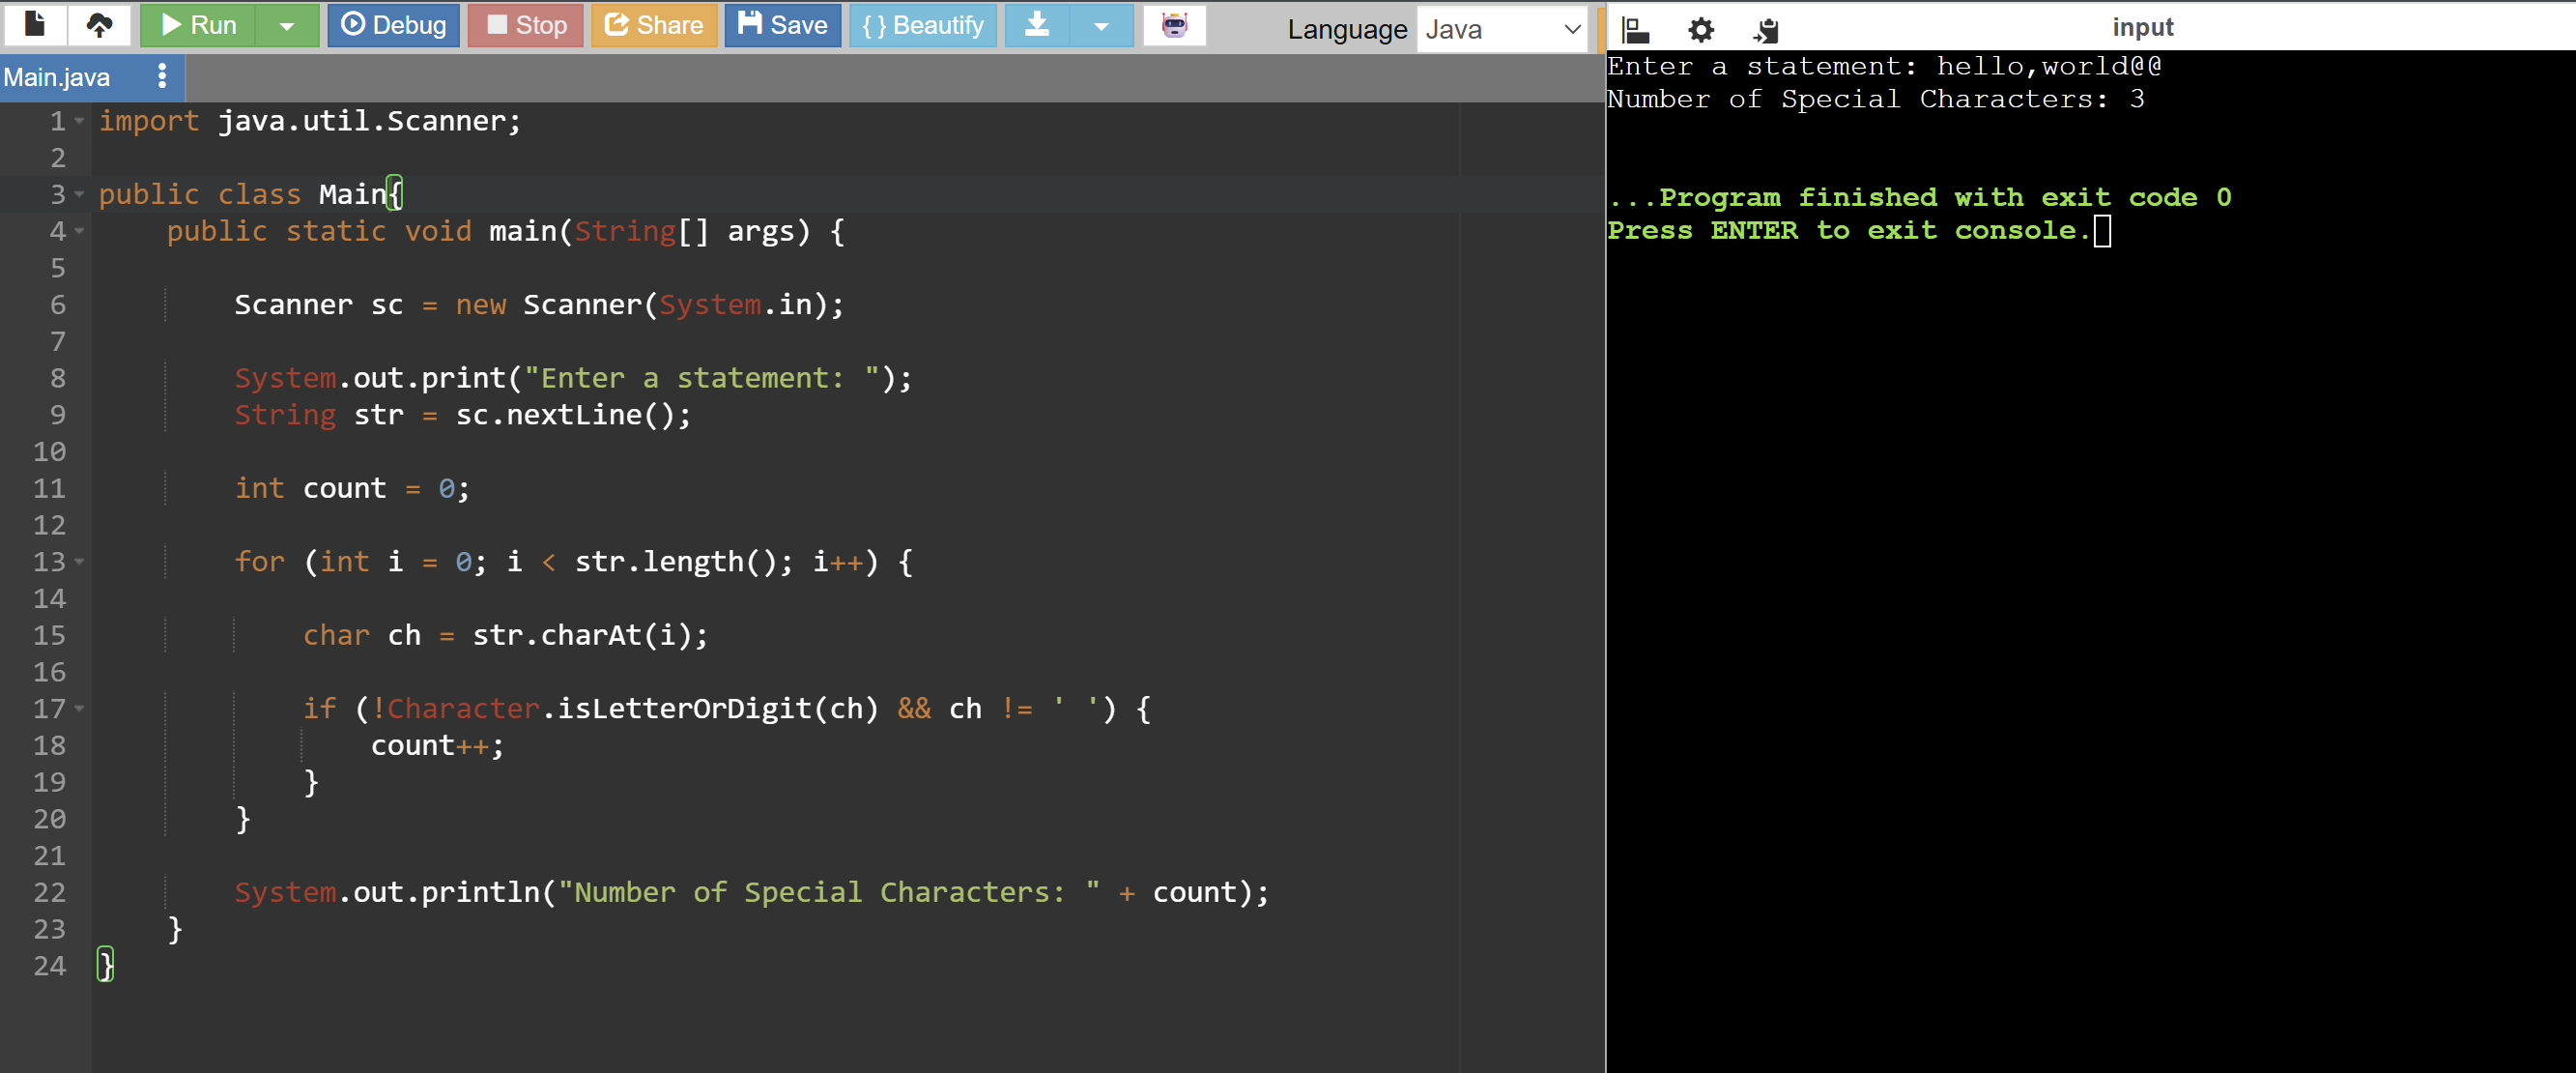 Run Debug Stop Share Save { } Beautify Language Java
Main.java
1 import java.util.Scanner;
2
3 public class Main{
4     public static void main(String[] args) {
5
6         Scanner sc = new Scanner(System.in);
7
8         System.out.print("Enter a statement: ");
9         String str = sc.nextLine();
10
11         int count = 0;
12
13         for (int i = 0; i < str.length(); i++) {
14
15             char ch = str.charAt(i);
16
17             if (!Character.isLetterOrDigit(ch) && ch != ' ') {
18                 count++;
19             }
20         }
21
22         System.out.println("Number of Special Characters: " + count);
23     }
24 }
input
Enter a statement: hello,world@@
Number of Special Characters: 3
...Program finished with exit code 0
Press ENTER to exit console.